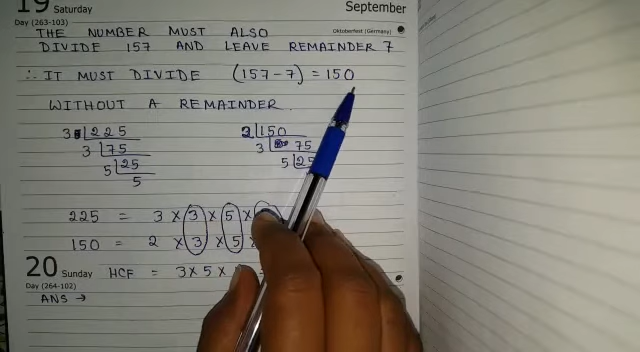 19 Saturday September
Day (263-103) Oktoberfest (Germany)
THE NUMBER MUST ALSO
DIVIDE 157 AND LEAVE REMAINDER 7
∴ IT MUST DIVIDE (157-7) = 150
WITHOUT A REMAINDER.
3 225 2 150
3 75 3 75
5 25 5 25
5
225 = 3 × 3 × 5 ×
150 = 2 × 3 × 5 ×
20 Sunday HCF = 3 × 5 × =
Day (264-102)
ANS →